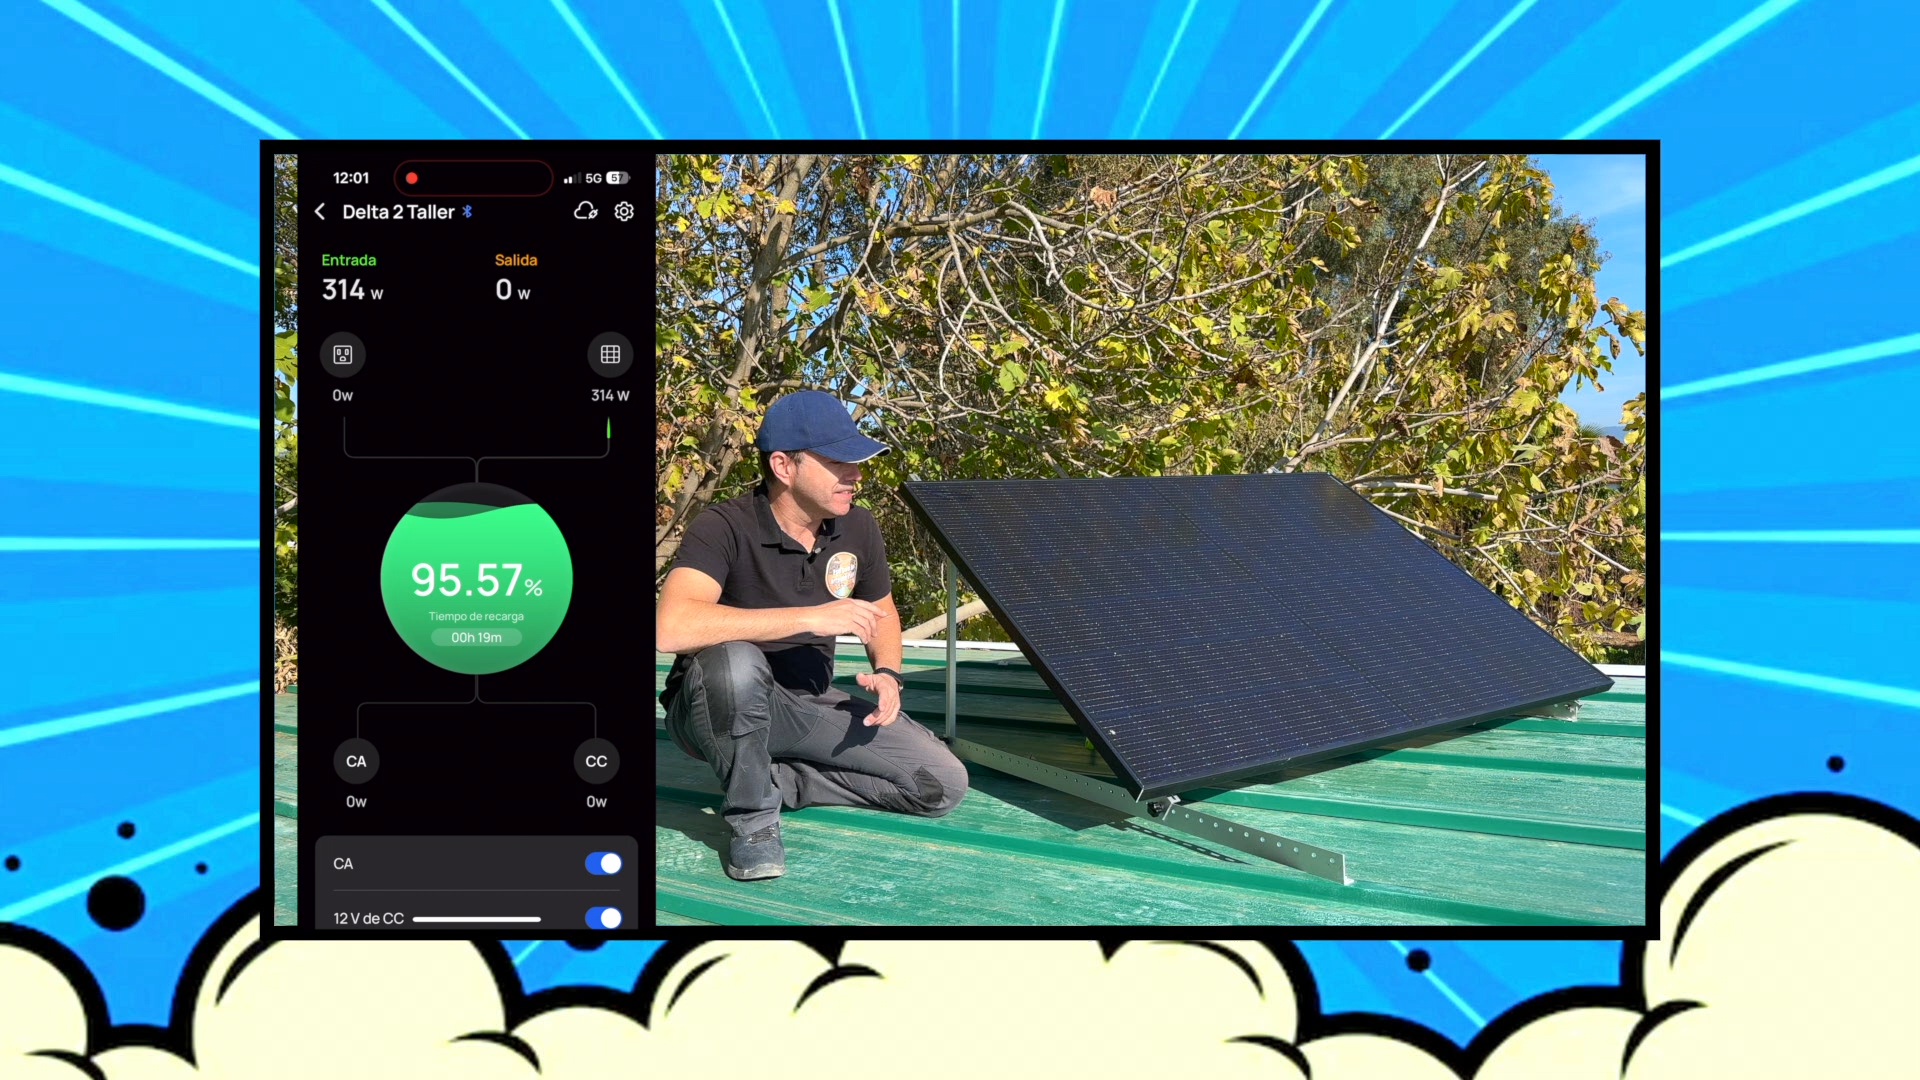 12:01
5G 57
Delta 2 Taller
Entrada Salida
314 W 0 W
0w 314 W
95.57%
Tiempo de recarga
00h 19m
CA CC
0w 0w
CA
12 V de CC